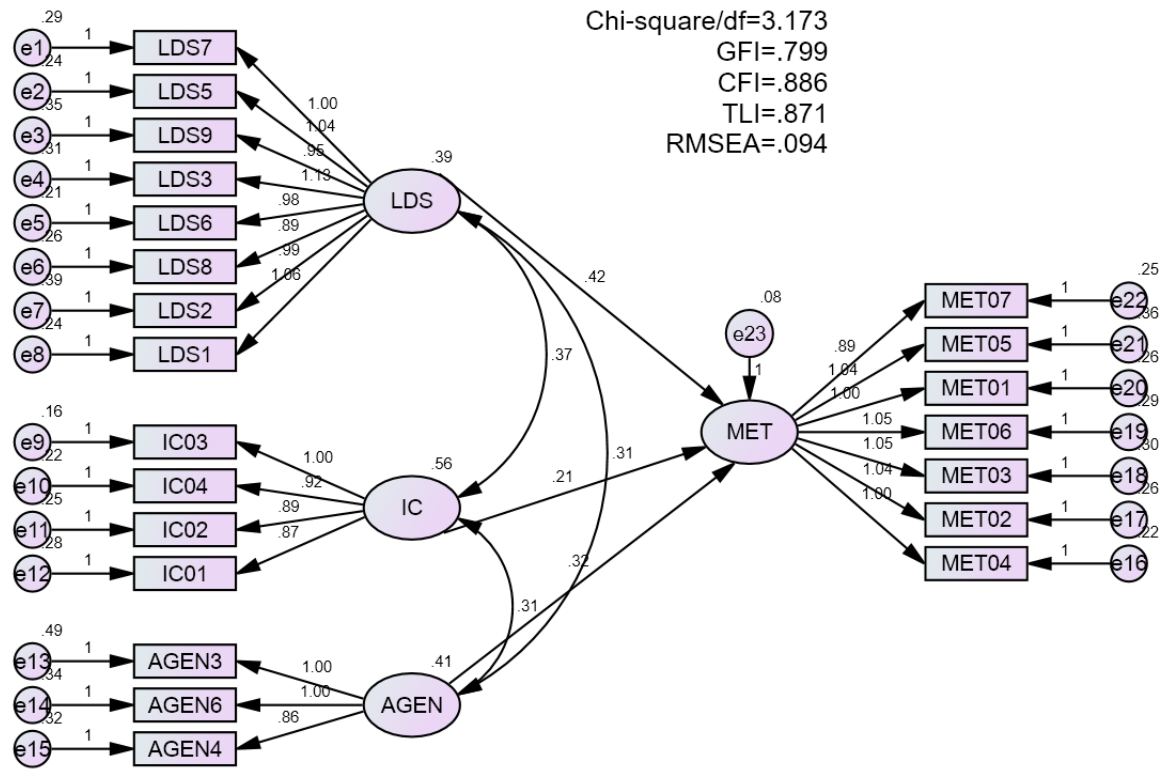 Chi-square/df=3.173
GFI=.799
CFI=.886
TLI=.871
RMSEA=.094
.29
e1 1 LDS7
.24
e2 1 LDS5
.35
e3 1 LDS9
.31
e4 1 LDS3
.21
e5 1 LDS6
.26
e6 1 LDS8
.39
e7 1 LDS2
.24
e8 1 LDS1
1.00
1.04
.95
1.13
.98
.89
.99
1.06
.39
LDS
.16
e9 1 IC03
.22
e10 1 IC04
.25
e11 1 IC02
.28
e12 1 IC01
1.00
.92
.89
.87
.56
IC
.49
e13 1 AGEN3
.34
e14 1 AGEN6
.32
e15 1 AGEN4
1.00
1.00
.86
.41
AGEN
.37
.31
.31
.42
.21
.32
.08
e23
1
MET
.89
1.04
1.00
1.05
1.05
1.04
1.00
.25
MET07 1 e22
.36
MET05 1 e21
.26
MET01 1 e20
.29
MET06 1 e19
.30
MET03 1 e18
.26
MET02 1 e17
.22
MET04 1 e16